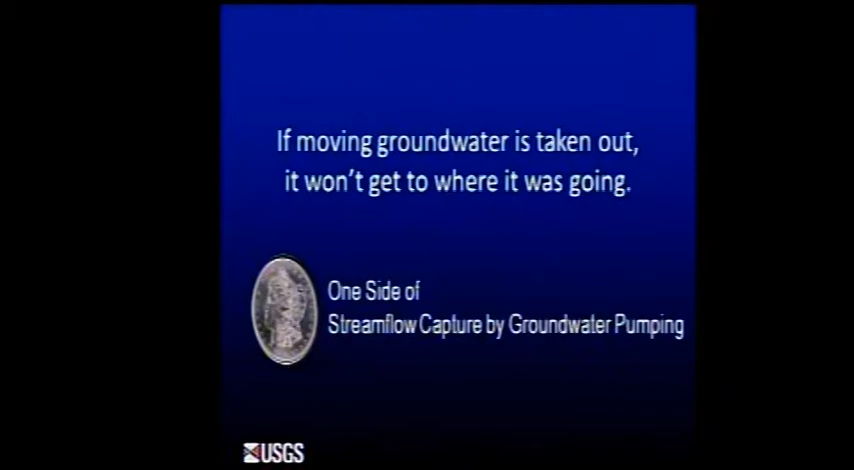 If moving groundwater is taken out,
it won't get to where it was going.
One Side of
Streamflow Capture by Groundwater Pumping
USGS